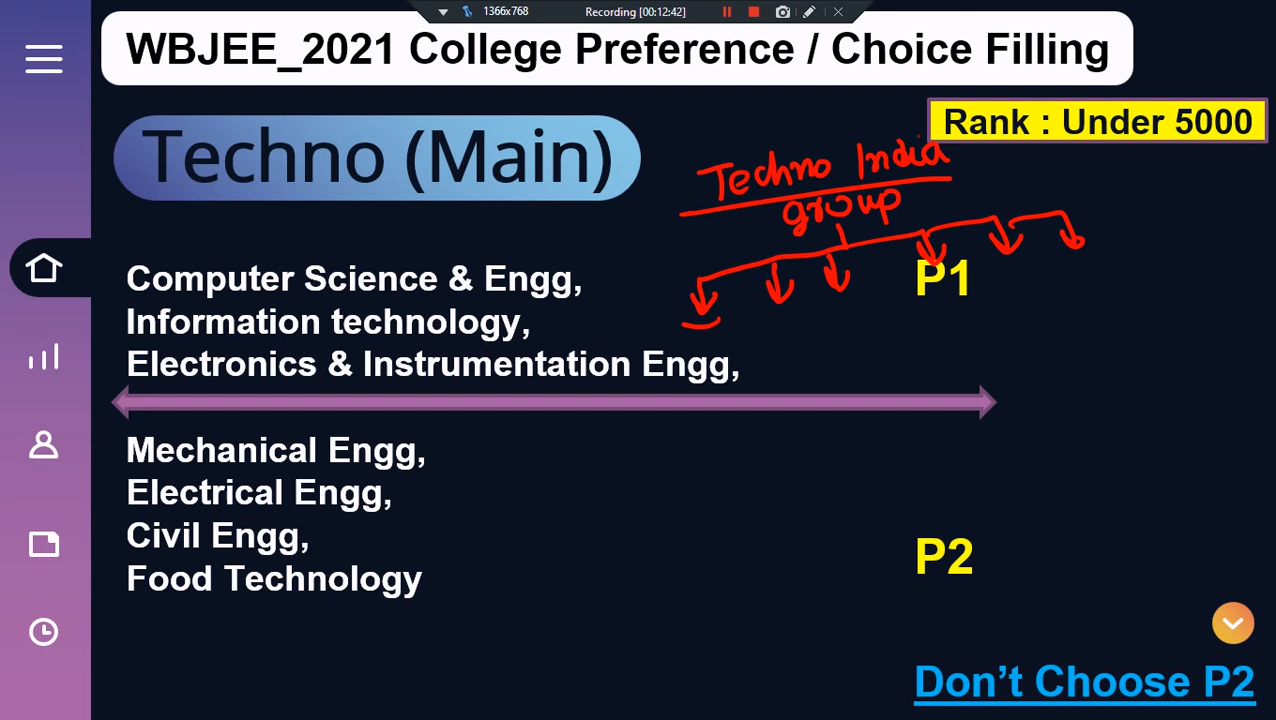 1366x768
Recording [00:12:42]
WBJEE_2021 College Preference / Choice Filling
Rank : Under 5000
Techno (Main)
Techno India
group
Computer Science & Engg,
P1
Information technology,
Electronics & Instrumentation Engg,
Mechanical Engg,
Electrical Engg,
Civil Engg,
P2
Food Technology
Don’t Choose P2